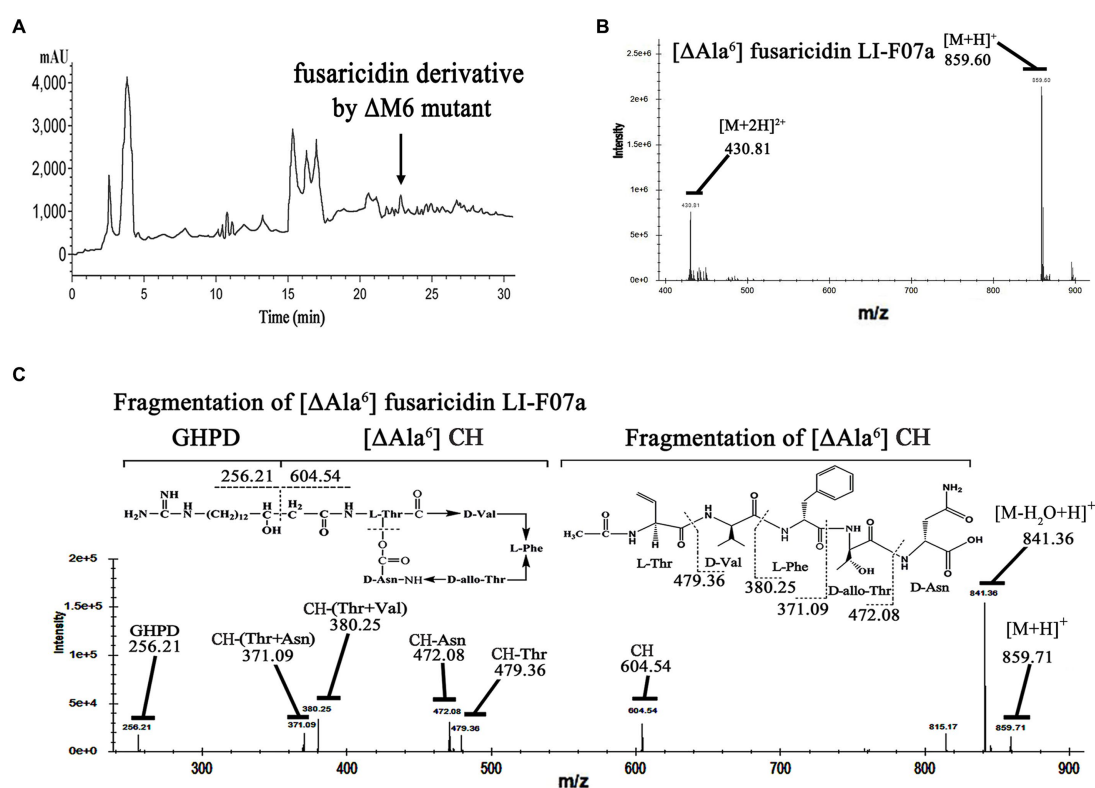 A
mAU
4,000
3,000
2,000
1,000
0
fusaricidin derivative
by ΔM6 mutant
0 5 10 15 20 25 30
Time (min)
B
[ΔAla⁶] fusaricidin LI-F07a
[M+H]⁺
859.60
859.60
[M+2H]²⁺
430.81
430.81
2.5e+6
2e+6
1.5e+6
1e+6
5e+5
0e+0
Intensity
400 500 600 700 800 900
m/z
C
Fragmentation of [ΔAla⁶] fusaricidin LI-F07a
GHPD [ΔAla⁶] CH
256.21 604.54
NH
H₂N N H (CH₂)₁₂ H C OH H₂ C C O N H L-Thr C O D-Val
L-Phe
O
C=O
D-Asn-NH D-allo-Thr
Fragmentation of [ΔAla⁶] CH
H₃C C O N H H L-Thr
H N O D-Val
N H O L-Phe
NH O OH D-allo-Thr
N H NH₂ O OH O D-Asn
479.36
380.25
371.09
472.08
[M-H₂O+H]⁺
841.36
841.36
2e+5
1.5e+5
1e+5
5e+4
0e+0
Intensity
GHPD
256.21
256.21
CH-(Thr+Asn)
371.09
371.09
CH-(Thr+Val)
380.25
380.25
CH-Asn
472.08
472.08
CH-Thr
479.36
479.36
CH
604.54
604.54
815.17
[M+H]⁺
859.71
859.71
300 400 500 600 700 800 900
m/z